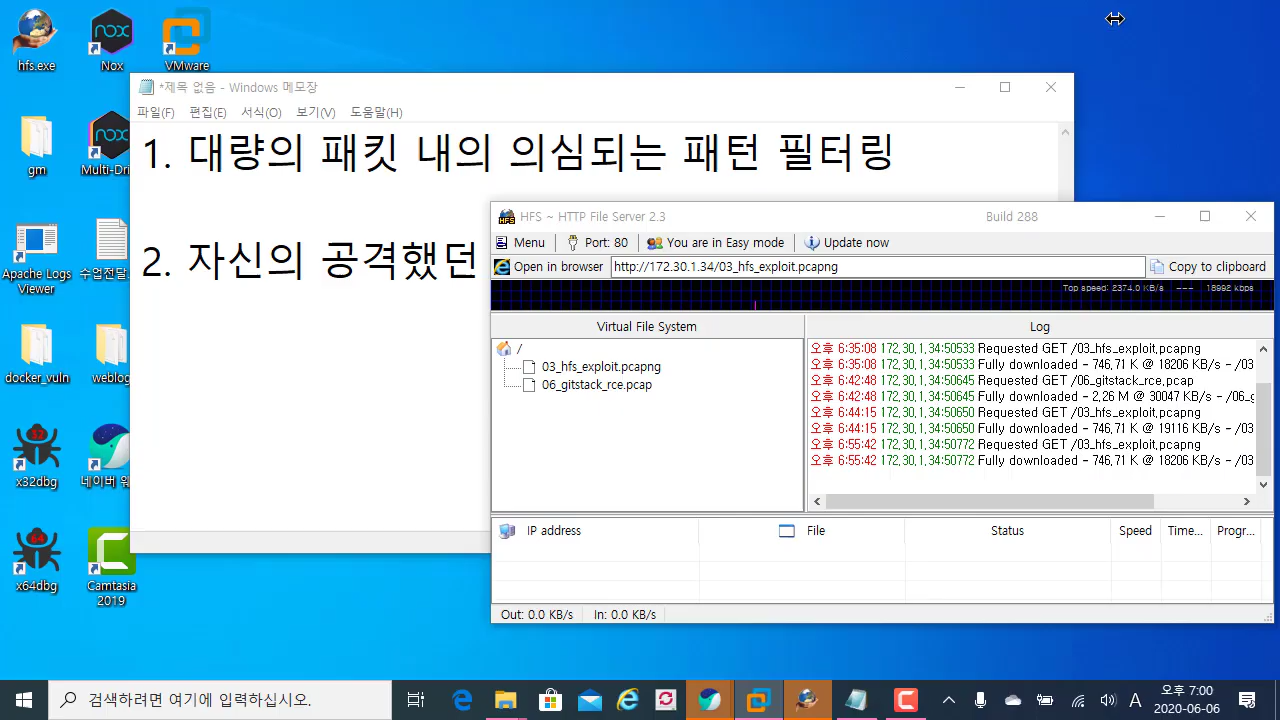 hfs.exe
Nox
VMware
gm
Multi-Dri
Apache Logs
Viewer
수업전달
docker_vuln
weblog
x32dbg
네이버 웨
x64dbg
Camtasia
2019
*제목 없음 - Windows 메모장
파일(F) 편집(E) 서식(O) 보기(V) 도움말(H)
1. 대량의 패킷 내의 의심되는 패턴 필터링
2. 자신의 공격했던
HFS ~ HTTP File Server 2.3 Build 288
Menu Port: 80 You are in Easy mode Update now
Open in browser http://172.30.1.34/03_hfs_exploit.pcapng Copy to clipboard
Top speed: 2374.0 KB/s --- 18992 kbps
Virtual File System
/
03_hfs_exploit.pcapng
06_gitstack_rce.pcap
Log
오후 6:35:08 172.30.1.34:50533 Requested GET /03_hfs_exploit.pcapng
오후 6:35:08 172.30.1.34:50533 Fully downloaded - 746.71 K @ 18206 KB/s - /03
오후 6:42:48 172.30.1.34:50645 Requested GET /06_gitstack_rce.pcap
오후 6:42:48 172.30.1.34:50645 Fully downloaded - 2.26 M @ 30047 KB/s - /06_g
오후 6:44:15 172.30.1.34:50650 Requested GET /03_hfs_exploit.pcapng
오후 6:44:15 172.30.1.34:50650 Fully downloaded - 746.71 K @ 19116 KB/s - /03
오후 6:55:42 172.30.1.34:50772 Requested GET /03_hfs_exploit.pcapng
오후 6:55:42 172.30.1.34:50772 Fully downloaded - 746.71 K @ 18206 KB/s - /03
IP address File Status Speed Time... Progr...
Out: 0.0 KB/s In: 0.0 KB/s
검색하려면 여기에 입력하십시오.
A
오후 7:00
2020-06-06